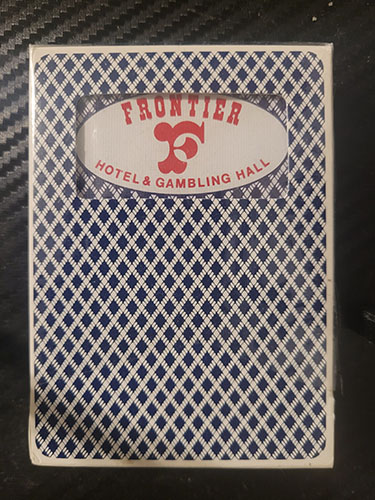 FRONTIER
F
HOTEL & GAMBLING HALL